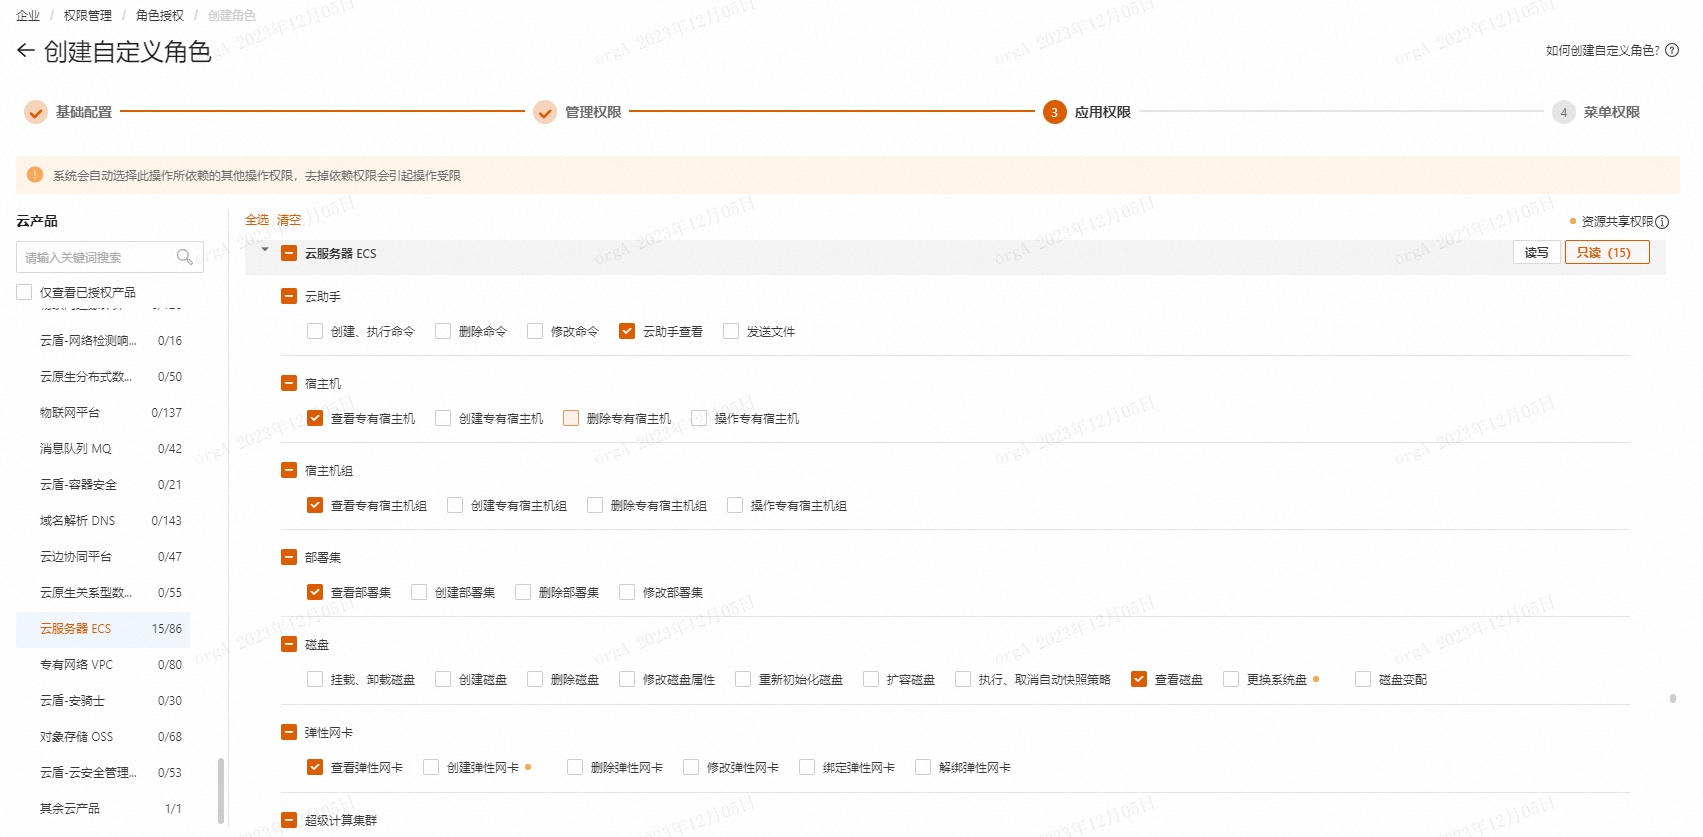 企业 / 权限管理 / 角色授权 / 创建角色
← 创建自定义角色
如何创建自定义角色?
基础配置
管理权限
3 应用权限
4 菜单权限
系统会自动选择此操作所依赖的其他操作权限，去掉依赖权限会引起操作受限
云产品
请输入关键词搜索
仅查看已授权产品
云盾-网络检测响... 0/16
云原生分布式数... 0/50
物联网平台 0/137
消息队列 MQ 0/42
云盾-容器安全 0/21
域名解析 DNS 0/143
云边协同平台 0/47
云原生关系型数... 0/55
云服务器 ECS 15/86
专有网络 VPC 0/80
云盾-安骑士 0/30
对象存储 OSS 0/68
云盾-云安全管理... 0/53
其余云产品 1/1
全选 清空
资源共享权限
云服务器 ECS
读写 只读（15）
云助手
创建、执行命令 删除命令 修改命令 云助手查看 发送文件
宿主机
查看专有宿主机 创建专有宿主机 删除专有宿主机 操作专有宿主机
宿主机组
查看专有宿主机组 创建专有宿主机组 删除专有宿主机组 操作专有宿主机组
部署集
查看部署集 创建部署集 删除部署集 修改部署集
磁盘
挂载、卸载磁盘 创建磁盘 删除磁盘 修改磁盘属性 重新初始化磁盘 扩容磁盘 执行、取消自动快照策略 查看磁盘 更换系统盘 磁盘变配
弹性网卡
查看弹性网卡 创建弹性网卡 删除弹性网卡 修改弹性网卡 绑定弹性网卡 解绑弹性网卡
超级计算集群
orgA 2023年12月05日